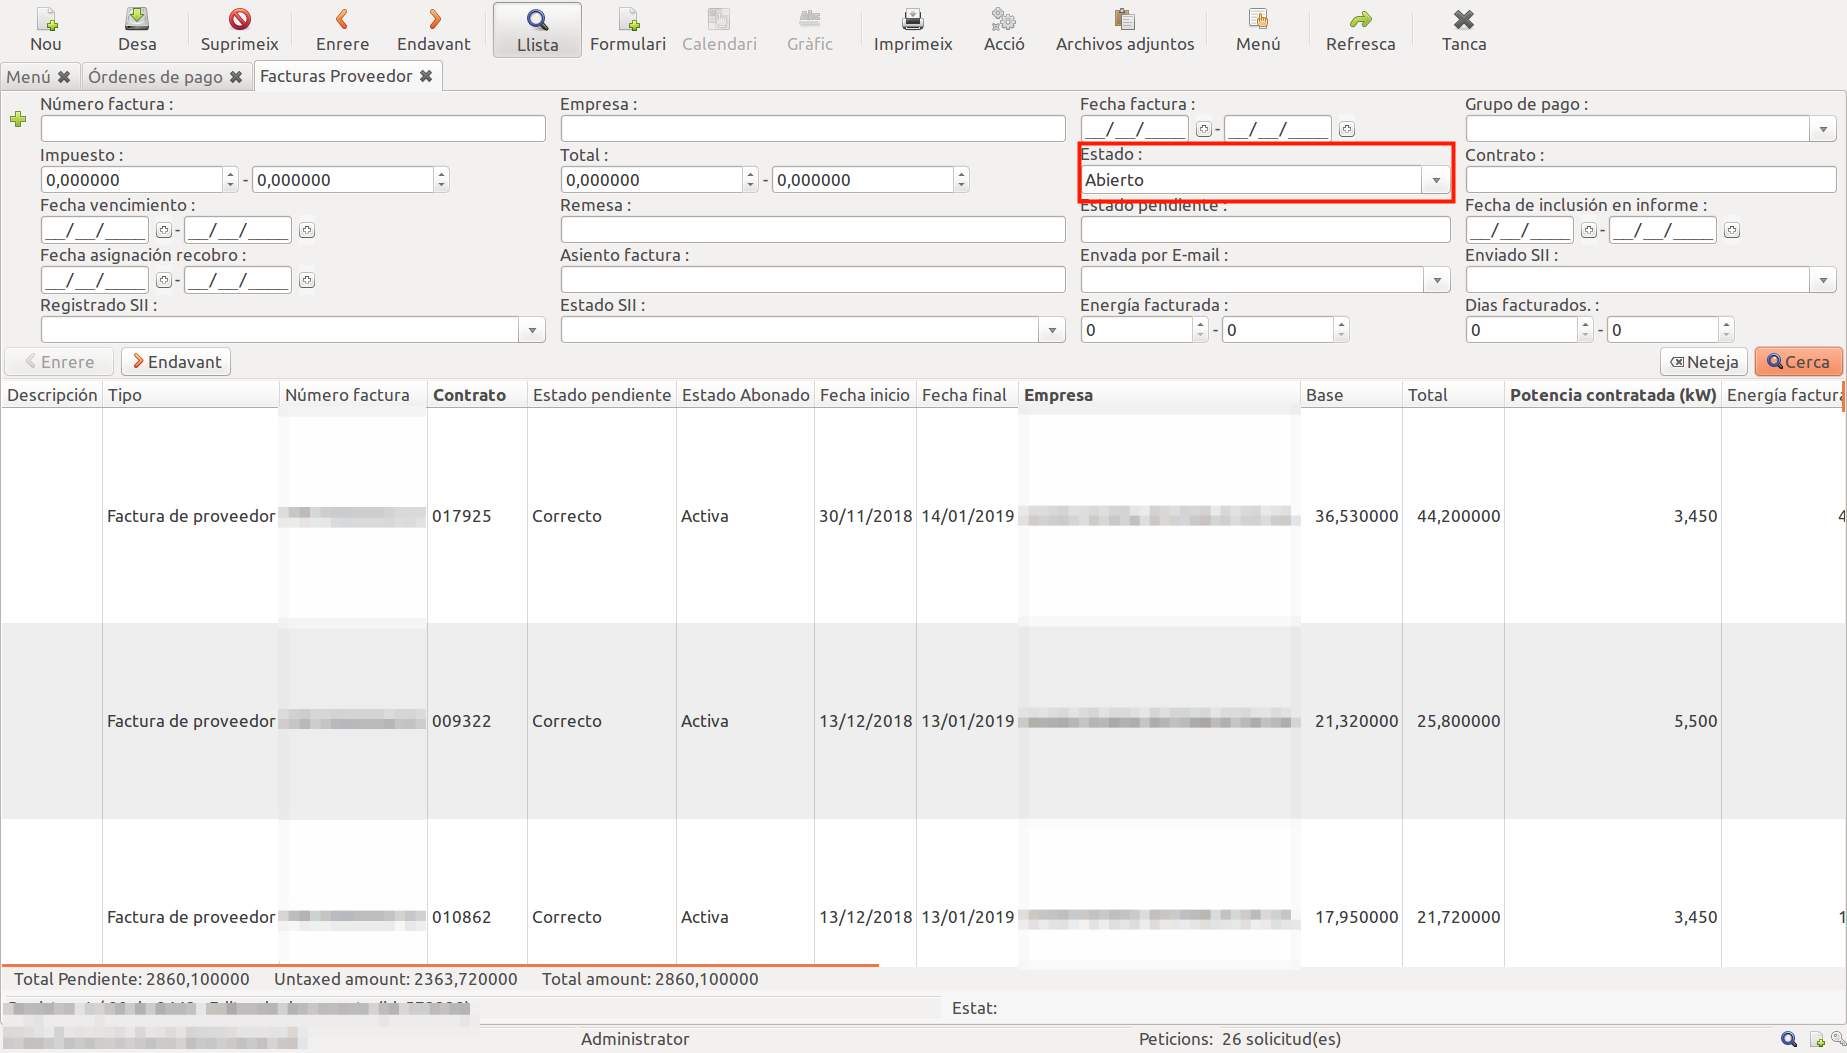 Nou Desa Suprimeix Enrere Endavant Llista Formulari Calendari Gràfic Imprimeix Acció Archivos adjuntos Menú Refresca Tanca
Menú Órdenes de pago Facturas Proveedor
Número factura : Empresa : Fecha factura : Grupo de pago :
__/__/____ - __/__/____
Impuesto : Total : Estado : Contrato :
0,000000 - 0,000000 0,000000 - 0,000000 Abierto
Fecha vencimiento : Remesa : Estado pendiente : Fecha de inclusión en informe :
__/__/____ - __/__/____ __/__/____ - __/__/____
Fecha asignación recobro : Asiento factura : Envada por E-mail : Enviado SII :
__/__/____ - __/__/____
Registrado SII : Estado SII : Energía facturada : Dias facturados. :
0 - 0 0 - 0
Enrere Endavant Neteja Cerca
Descripción Tipo Número factura Contrato Estado pendiente Estado Abonado Fecha inicio Fecha final Empresa Base Total Potencia contratada (kW) Energía factura
Factura de proveedor 017925 Correcto Activa 30/11/2018 14/01/2019 36,530000 44,200000 3,450 4
Factura de proveedor 009322 Correcto Activa 13/12/2018 13/01/2019 21,320000 25,800000 5,500
Factura de proveedor 010862 Correcto Activa 13/12/2018 13/01/2019 17,950000 21,720000 3,450 1
Total Pendiente: 2860,100000 Untaxed amount: 2363,720000 Total amount: 2860,100000
Estat:
Administrator Peticions: 26 solicitud(es)